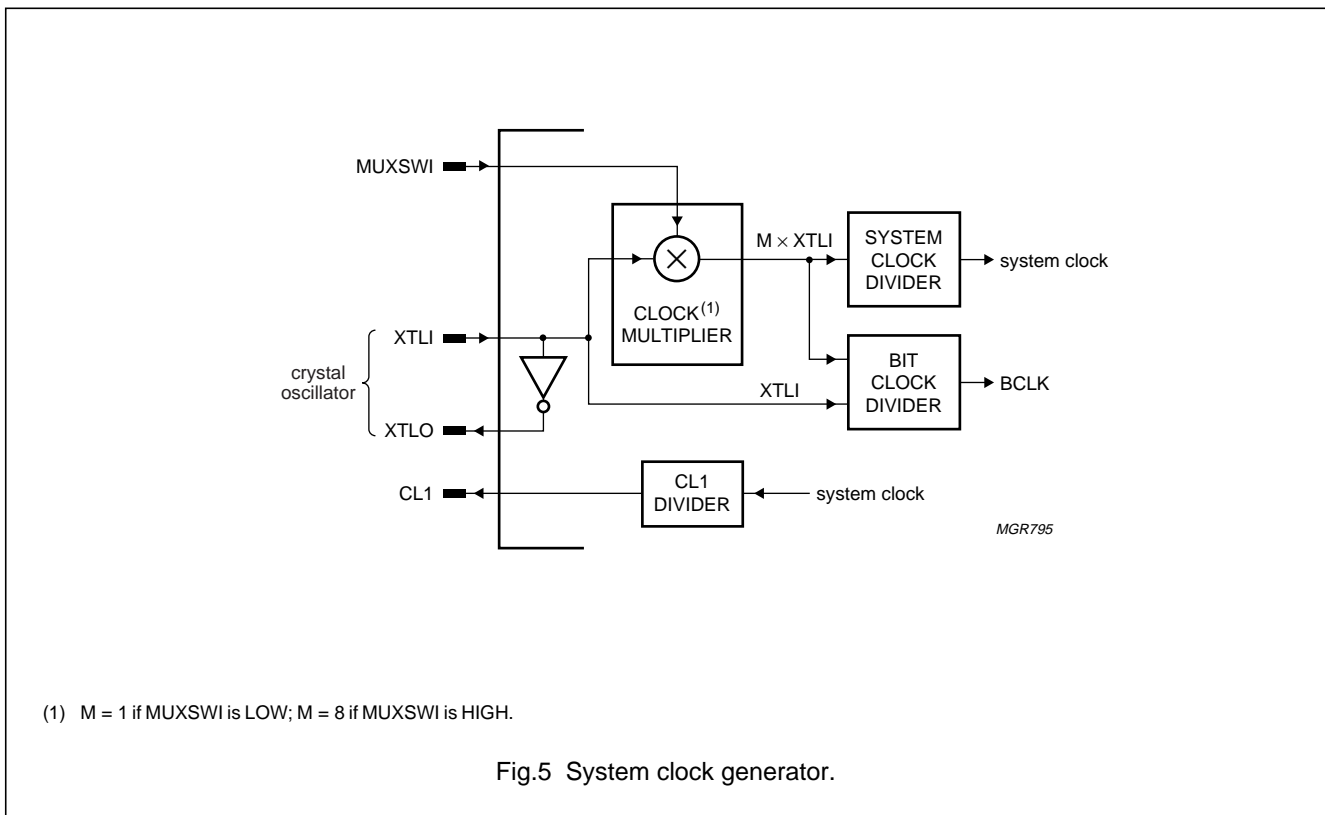 MUXSWI
M × XTLI
SYSTEM
CLOCK
DIVIDER
system clock
CLOCK(1)
MULTIPLIER
XTLI
crystal
oscillator
XTLO
XTLI
BIT
CLOCK
DIVIDER
BCLK
CL1
CL1
DIVIDER
system clock
MGR795
(1) M = 1 if MUXSWI is LOW; M = 8 if MUXSWI is HIGH.
Fig.5 System clock generator.